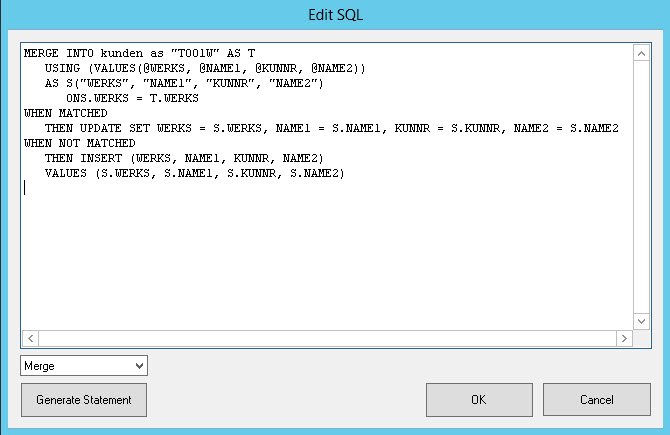 Edit SQL
MERGE INTO kunden as "T001W" AS T
USING (VALUES(@WERKS, @NAME1, @KUNNR, @NAME2))
AS S("WERKS", "NAME1", "KUNNR", "NAME2")
ONS.WERKS = T.WERKS
WHEN MATCHED
THEN UPDATE SET WERKS = S.WERKS, NAME1 = S.NAME1, KUNNR = S.KUNNR, NAME2 = S.NAME2
WHEN NOT MATCHED
THEN INSERT (WERKS, NAME1, KUNNR, NAME2)
VALUES (S.WERKS, S.NAME1, S.KUNNR, S.NAME2)
Merge
Generate Statement
OK
Cancel